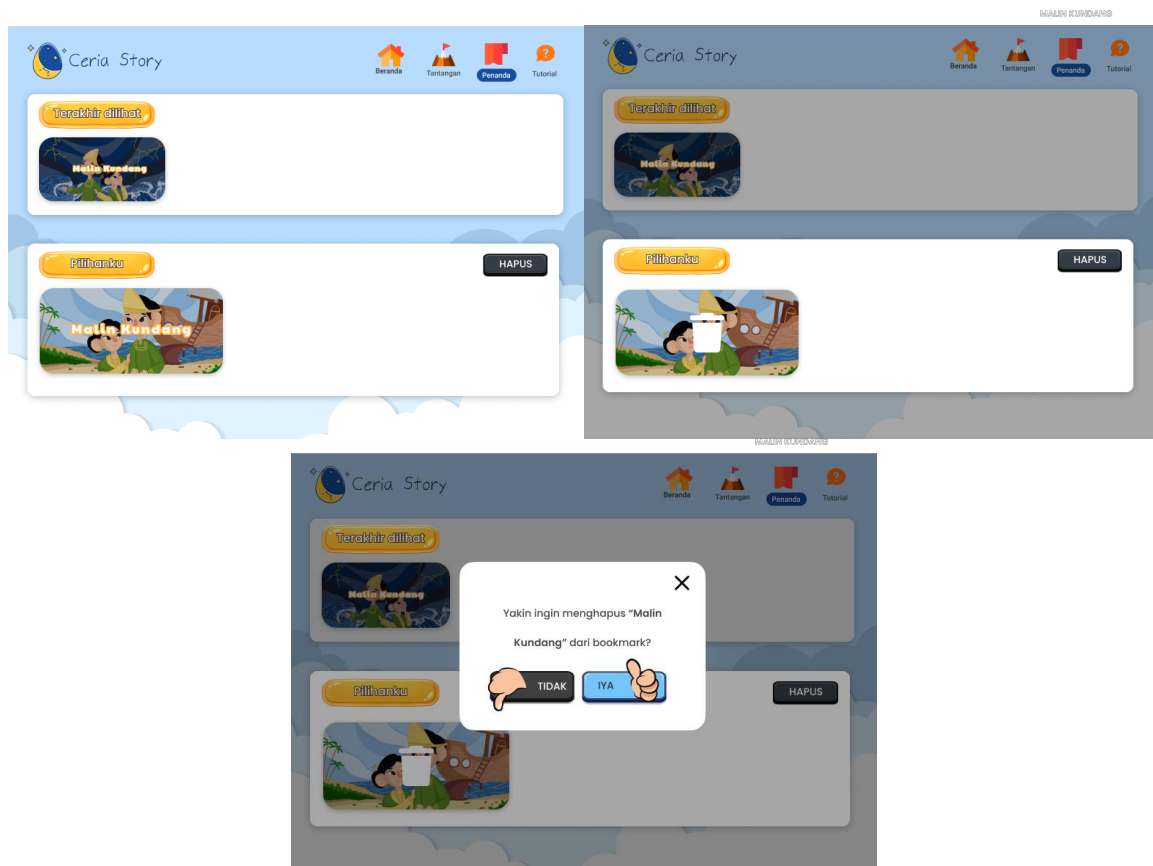 MALIN KUNDANG
Ceria Story
Beranda
Tantangan
Penanda
Tutorial
Terakhir dilihat
Malin Kundang
Pilihanku
HAPUS
Malin Kundang
Ceria Story
Beranda
Tantangan
Penanda
Tutorial
Terakhir dilihat
Malin Kundang
Pilihanku
HAPUS
MALIN KUNDANG
Ceria Story
Beranda
Tantangan
Penanda
Tutorial
Terakhir dilihat
Malin Kundang
Yakin ingin menghapus “Malin
Kundang” dari bookmark?
TIDAK
IYA
Pilihanku
HAPUS